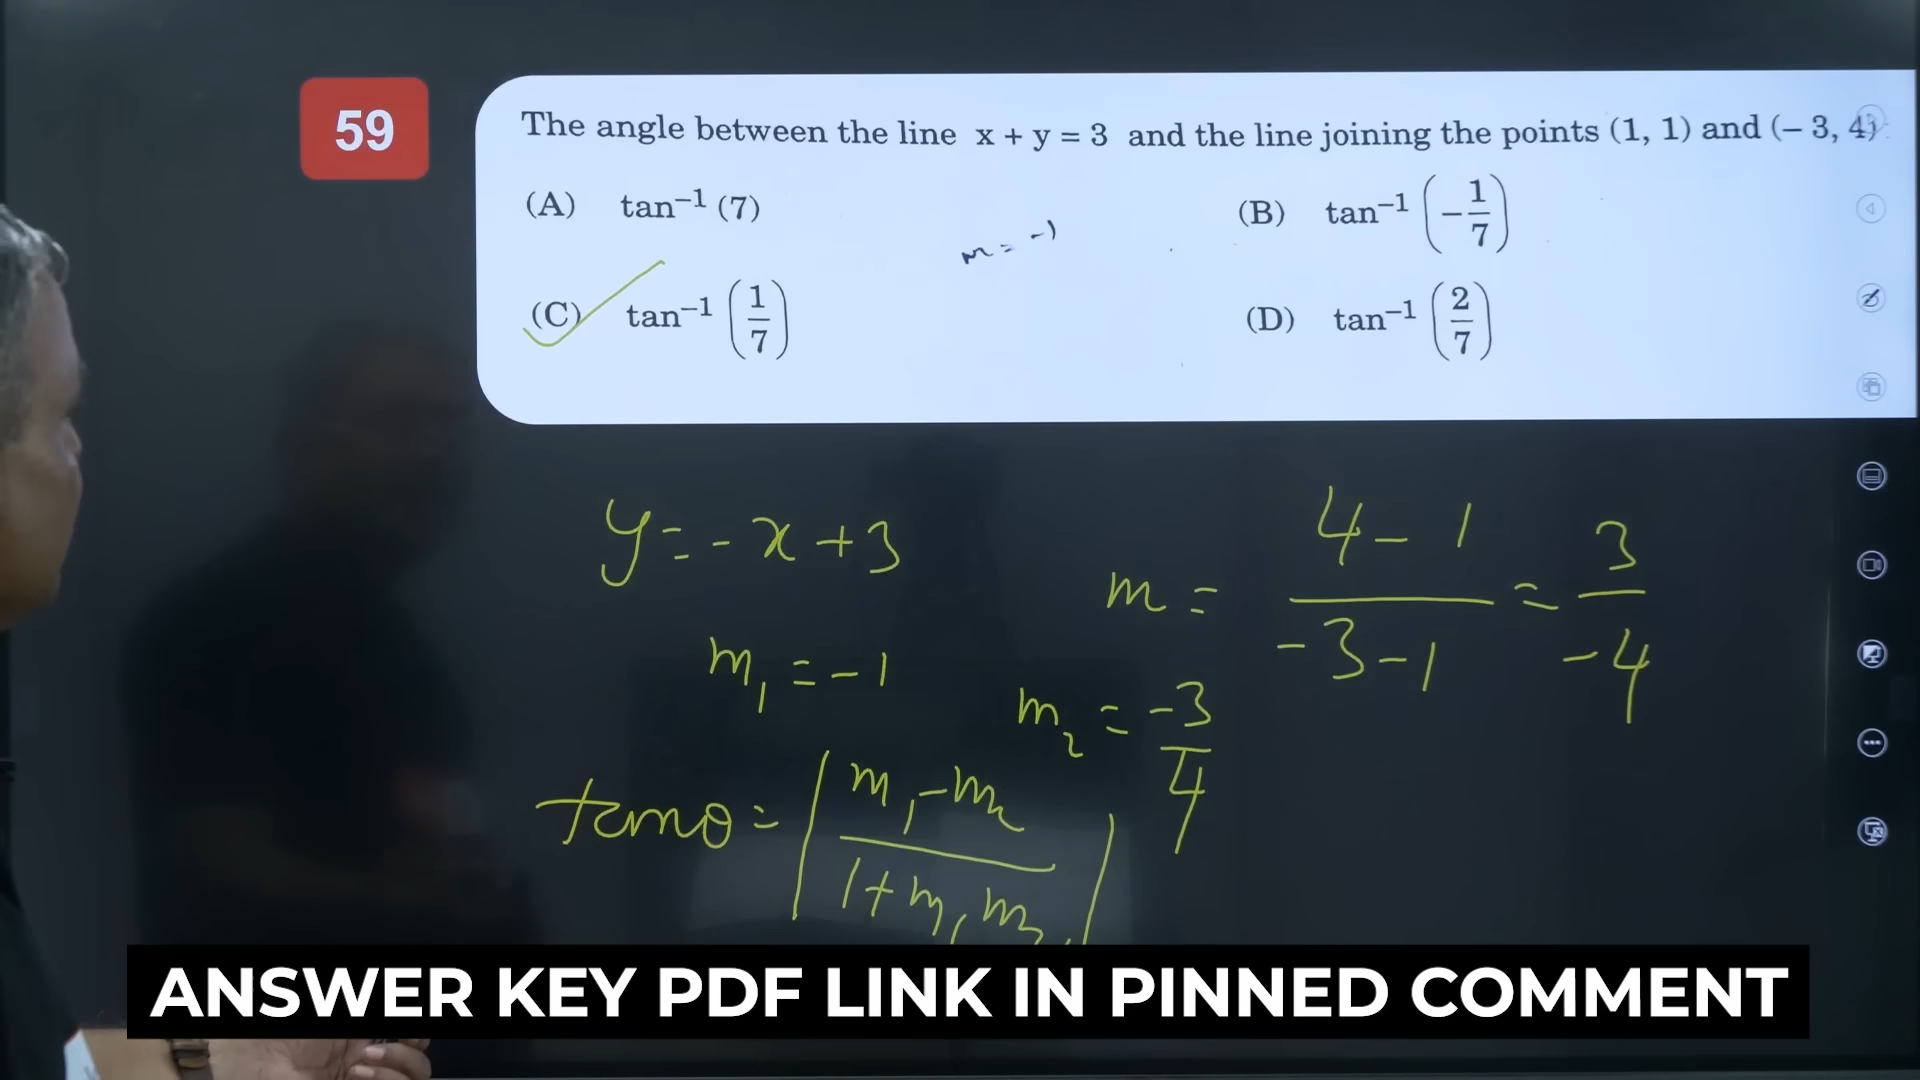 59
The angle between the line x + y = 3 and the line joining the points (1, 1) and (– 3, 4)
(A) tan⁻¹ (7)
(B) tan⁻¹ (–1/7)
m = -1
(C) tan⁻¹ (1/7)
(D) tan⁻¹ (2/7)
y = -x + 3
m = 4-1/-3-1 = 3/-4
m₁ = -1
m₂ = -3/4
tanθ = |m₁-m₂/1+m₁m₂|
ANSWER KEY PDF LINK IN PINNED COMMENT